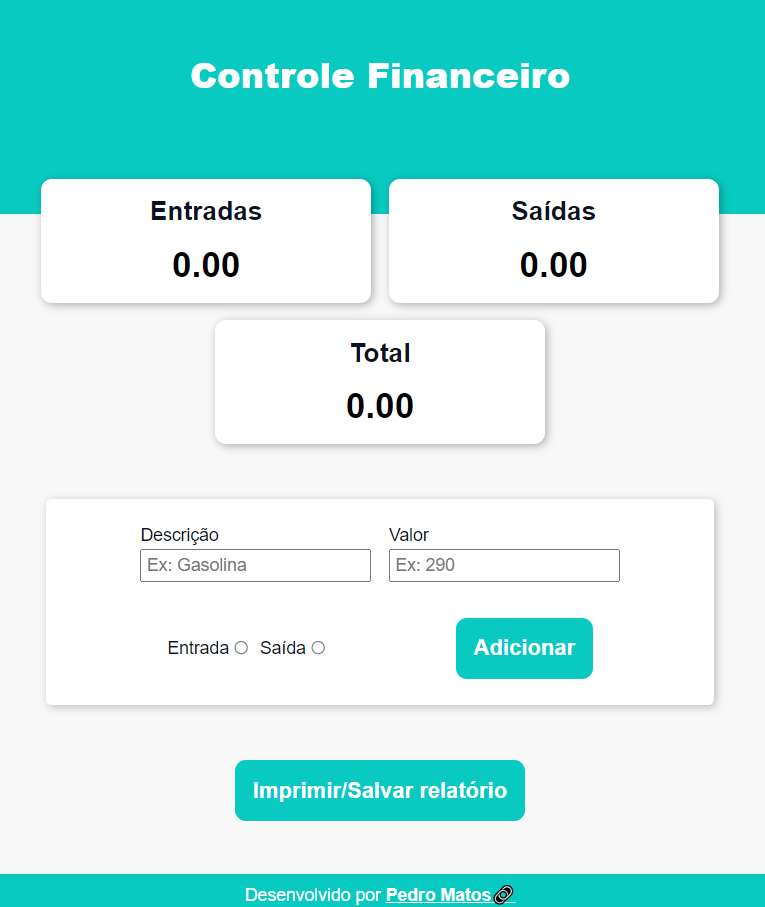 Controle Financeiro
Entradas
0.00
Saídas
0.00
Total
0.00
Descrição
Ex: Gasolina
Valor
Ex: 290
Entrada Saída
Adicionar
Imprimir/Salvar relatório
Desenvolvido por Pedro Matos